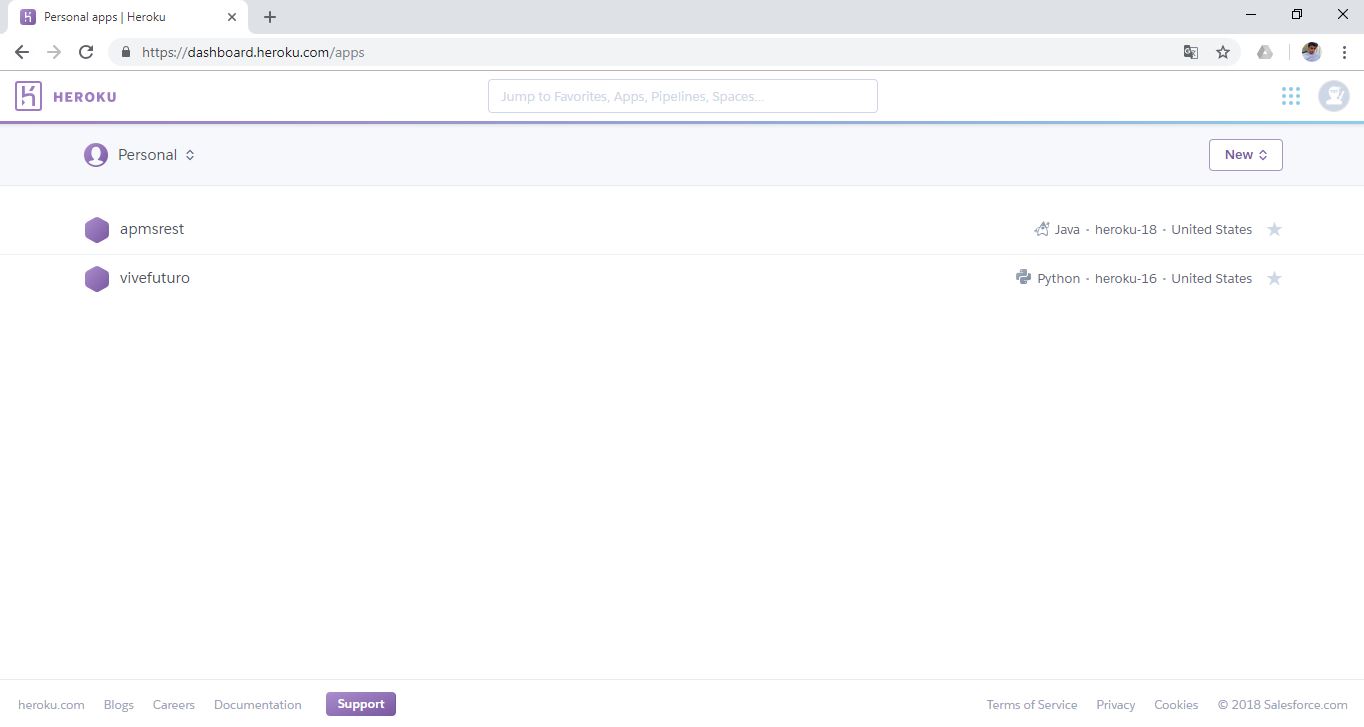 Personal apps | Heroku
https://dashboard.heroku.com/apps
HEROKU
Jump to Favorites, Apps, Pipelines, Spaces...
Personal
New
apmsrest
Java · heroku-18 · United States
vivefuturo
Python · heroku-16 · United States
heroku.com Blogs Careers Documentation Support Terms of Service Privacy Cookies © 2018 Salesforce.com